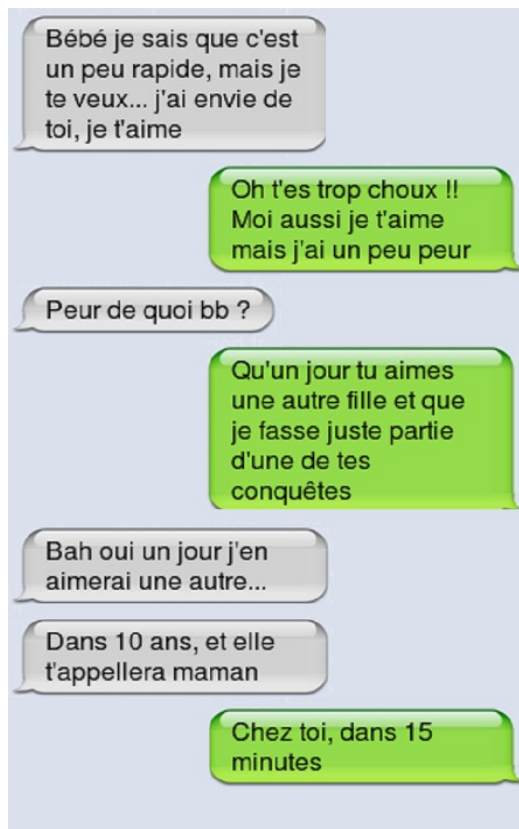 Bébé je sais que c'est
un peu rapide, mais je
te veux... j'ai envie de
toi, je t'aime
Oh t'es trop choux !!
Moi aussi je t'aime
mais j'ai un peu peur
Peur de quoi bb ?
Qu'un jour tu aimes
une autre fille et que
je fasse juste partie
d'une de tes
conquêtes
Bah oui un jour j'en
aimerai une autre...
Dans 10 ans, et elle
t'appellera maman
Chez toi, dans 15
minutes